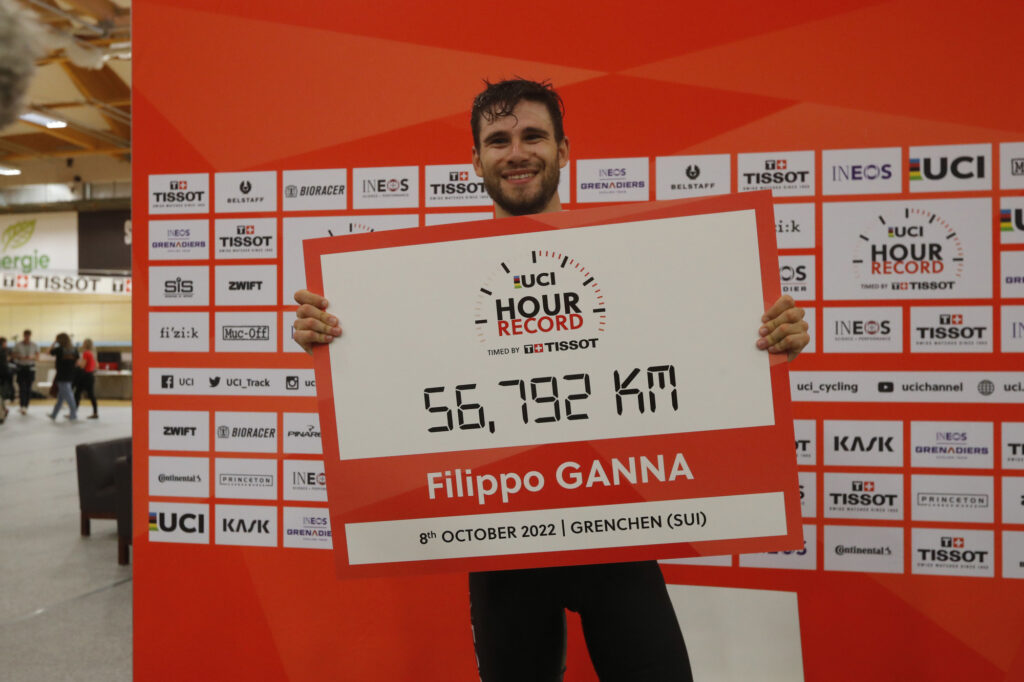 UCI
HOUR
RECORD
TIMED BY TISSOT
56,792 KM
Filippo GANNA
8th OCTOBER 2022 | GRENCHEN (SUI)
TISSOT
BELSTAFF
BIORACER
INEOS
TISSOT
INEOS
GRENADIERS
BELSTAFF
TISSOT
INEOS
UCI
INEOS
GRENADIERS
TISSOT
UCI
HOUR
RECORD
TIMED BY TISSOT
SiS
ZWIFT
fi'zi:k
Muc-Off
INEOS
TISSOT
UCI
UCI_Track
uci_cycling
ucichannel
ZWIFT
BIORACER
PINARE
KASK
INEOS
GRENADIERS
Continental
PRINCETON
INEOS
TISSOT
PRINCETON
UCI
KASK
INEOS
GRENADIERS
Continental
TISSOT
nergie
TISSOT